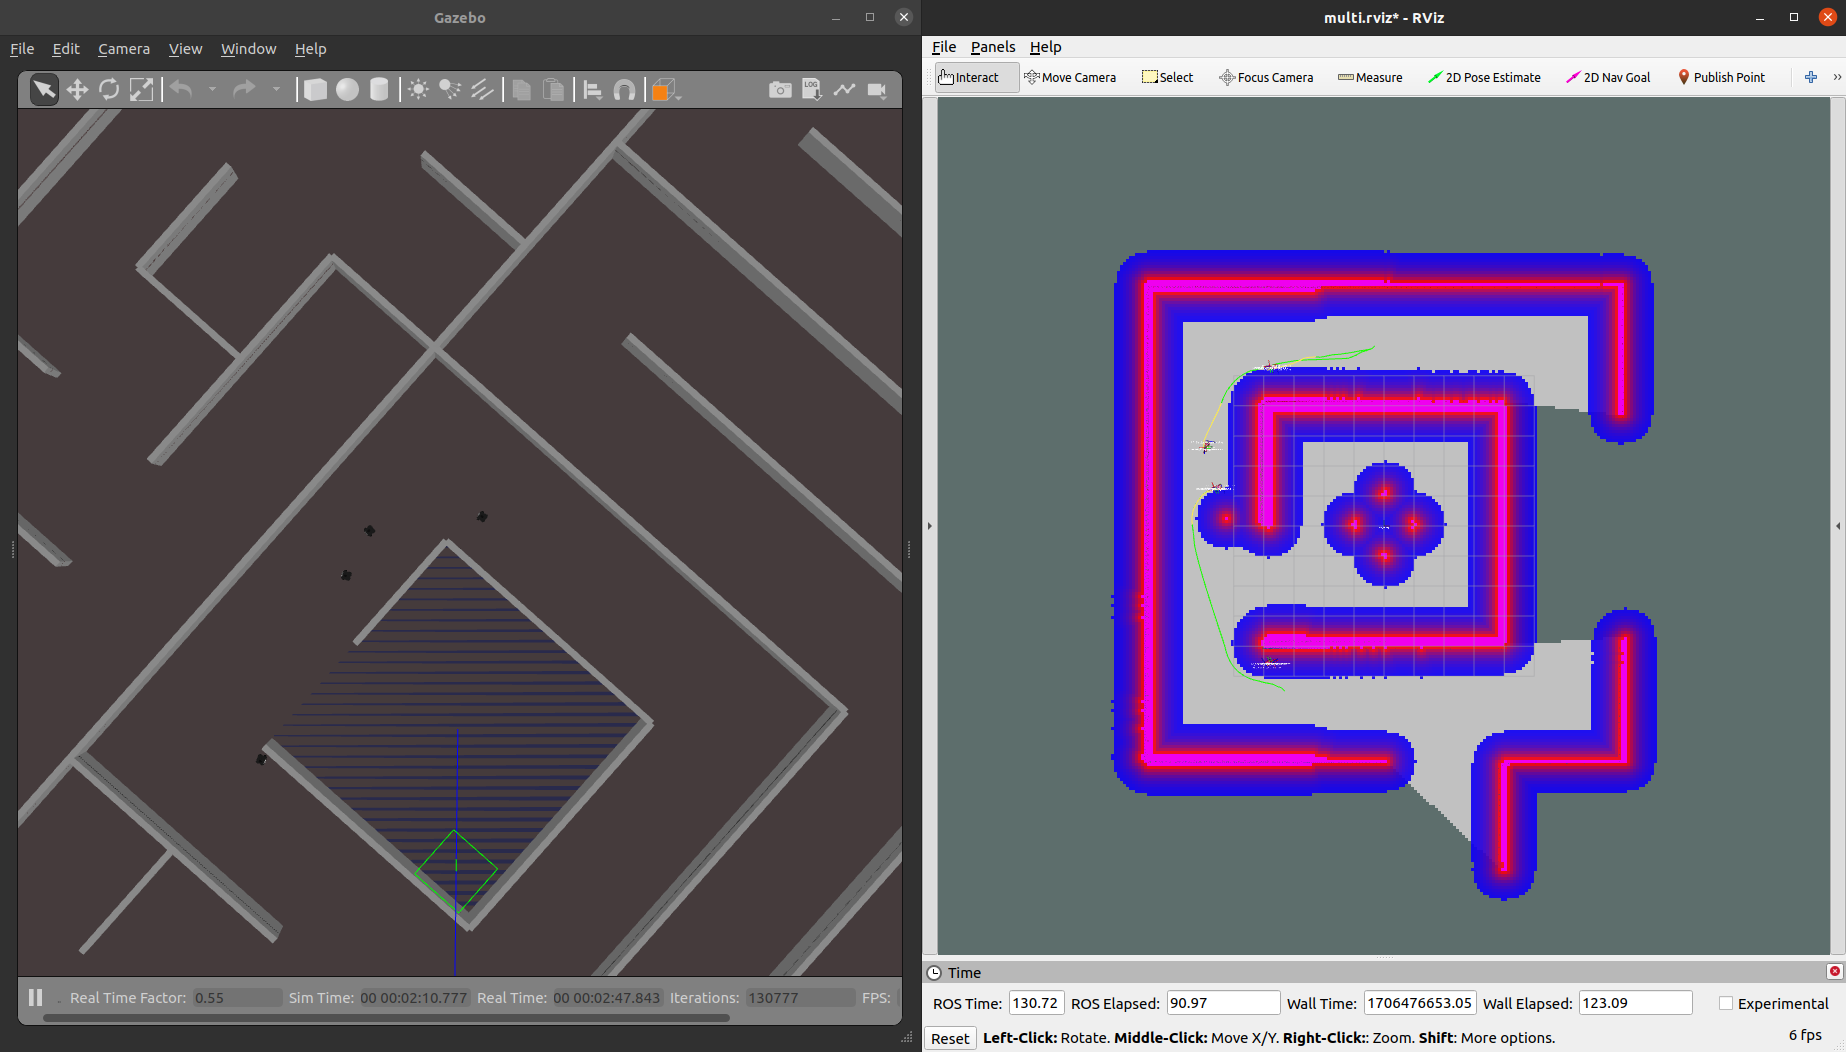 Gazebo
File Edit Camera View Window Help
LOG
Real Time Factor: 0.55 Sim Time: 00 00:02:10.777 Real Time: 00 00:02:47.843 Iterations: 130777 FPS:
multi.rviz* - RViz
File Panels Help
Interact Move Camera Select Focus Camera Measure 2D Pose Estimate 2D Nav Goal Publish Point
Time
ROS Time: 130.72 ROS Elapsed: 90.97 Wall Time: 1706476653.05 Wall Elapsed: 123.09 Experimental
Reset Left-Click: Rotate. Middle-Click: Move X/Y. Right-Click:: Zoom. Shift: More options. 6 fps